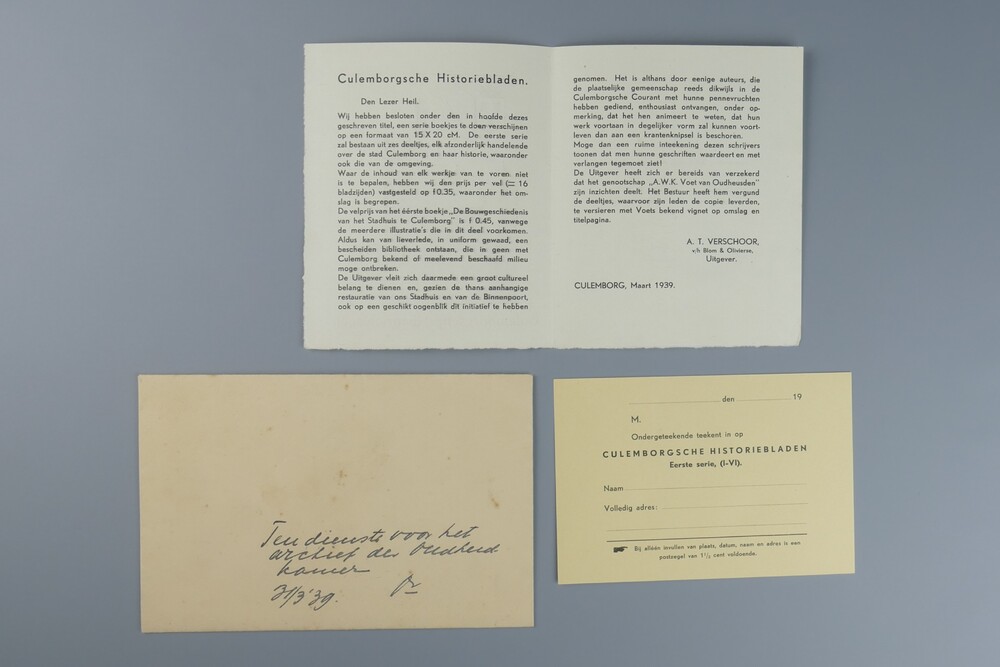 Culemborgsche Historiebladen.
Den Lezer Heil.
Wij hebben besloten onder den in hoofde dezes
geschreven titel, een serie boekjes te doen verschijnen
op een formaat van 15 X 20 cM. De eerste serie
zal bestaan uit zes deeltjes, elk afzonderlijk handelende
over de stad Culemborg en haar historie, waaronder
ook die van de omgeving.
Waar de inhoud van elk werkje van te voren niet
is te bepalen, hebben wij den prijs per vel (= 16
bladzijden) vastgesteld op f 0.35, waaronder het om-
slag is begrepen.
De velprijs van het éérste boekje „De Bouwgeschiedenis
van het Stadhuis te Culemborg" is f 0.45, vanwege
de meerdere illustratie's die in dit deel voorkomen.
Aldus kan van lieverlede, in uniform gewaad, een
bescheiden bibliotheek ontstaan, die in geen met
Culemborg bekend of meelevend beschaafd milieu
moge ontbreken.
De Uitgever vleit zich daarmede een groot cultureel
belang te dienen en, gezien de thans aanhangige
restauratie van ons Stadhuis en van de Binnenpoort,
ook op een geschikt oogenblik dit initiatief te hebben
genomen. Het is althans door eenige auteurs, die
de plaatselijke gemeenschap reeds dikwijls in de
Culemborgsche Courant met hunne pennevruchten
hebben gediend, enthousiast ontvangen, onder op-
merking, dat het hen animeert te weten, dat hun
werk voortaan in degelijker vorm zal kunnen voort-
leven dan aan een krantenknipsel is beschoren.
Moge dan een ruime inteekening dezen schrijvers
toonen dat men hunne geschriften waardeert en met
verlangen tegemoet ziet!
De Uitgever heeft zich er bereids van verzekerd
dat het genootschap „A.W.K. Voet van Oudheusden"
zijn inzichten deelt. Het Bestuur heeft hem vergund
de deeltjes, waarvoor zijn leden de copie leverden,
te versieren met Voets bekend vignet op omslag en
titelpagina.
A. T. VERSCHOOR,
v/h Blom & Olivierse,
Uitgever.
CULEMBORG, Maart 1939.
Ten dienste voor het
archief der Oudheid
kamer
31/3 '39.
den 19
M.
Ondergeteekende teekent in op
CULEMBORGSCHE HISTORIEBLADEN
Eerste serie, (I-VI).
Naam
Volledig adres:
Bij alléén invullen van plaats, datum, naam en adres is een
postzegel van 1½ cent voldoende.